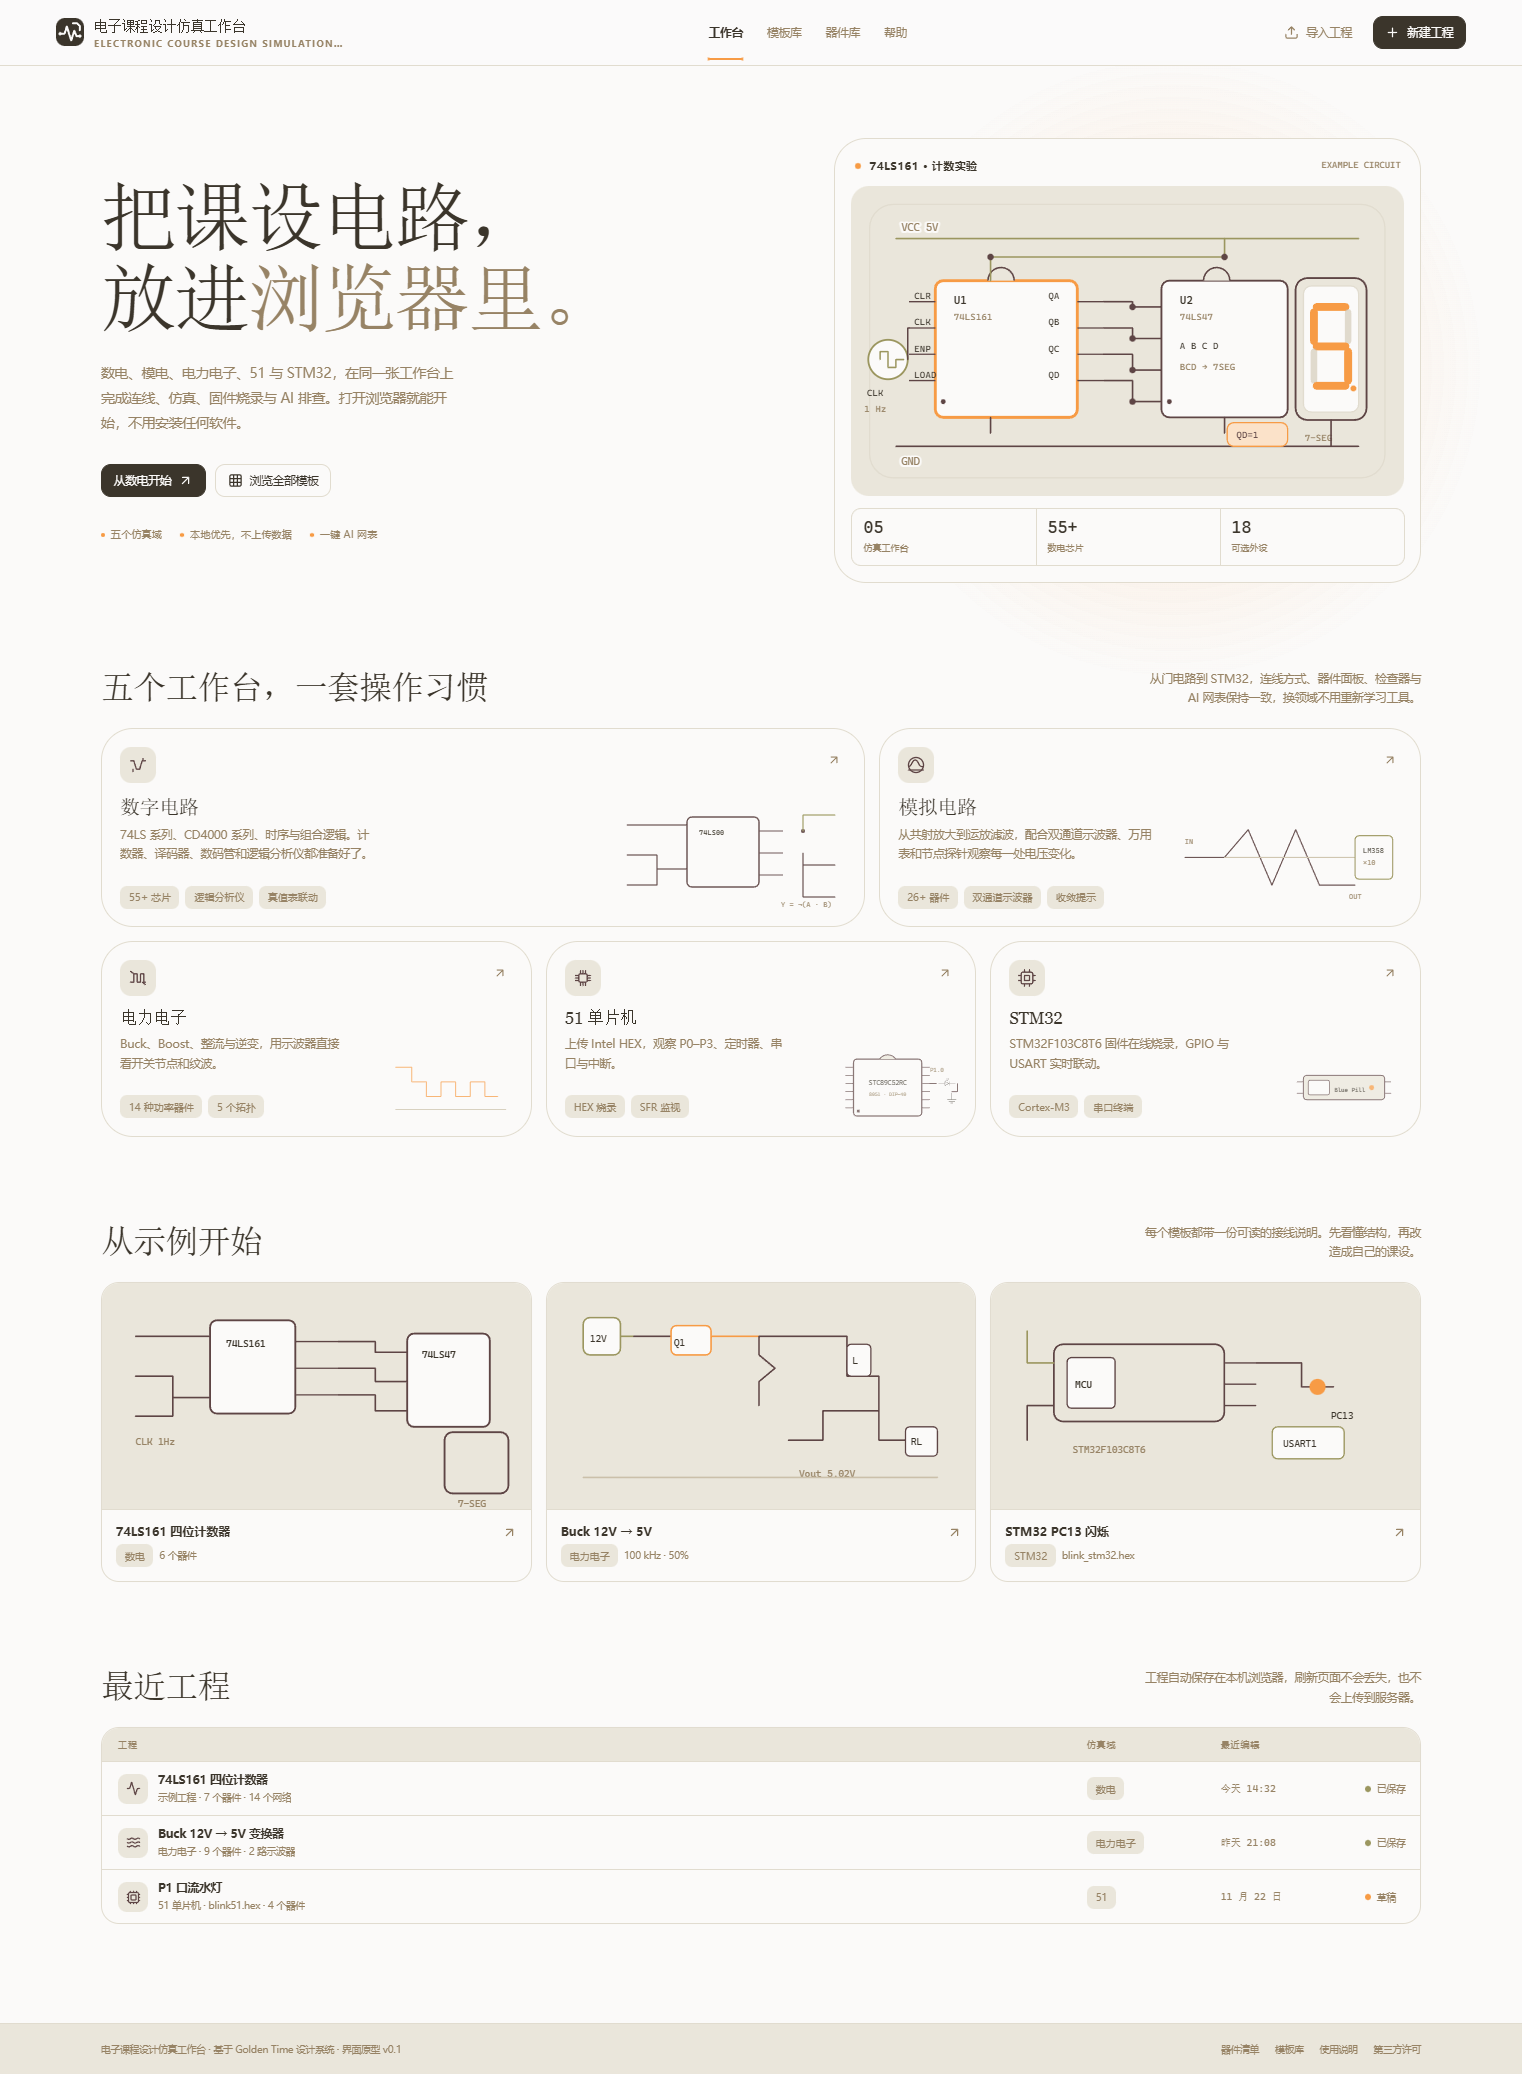 电子课程设计仿真工作台
ELECTRONIC COURSE DESIGN SIMULATION...
工作台
模板库
器件库
帮助
导入工程
新建工程
把课设电路，
放进浏览器里。
数电、模电、电力电子、51 与 STM32，在同一张工作台上
完成连线、仿真、固件烧录与 AI 排查。打开浏览器就能开
始，不用安装任何软件。
从数电开始
浏览全部模板
五个仿真域
本地优先，不上传数据
一键 AI 网表
74LS161 • 计数实验
EXAMPLE CIRCUIT
VCC 5V
CLR
CLK
ENP
LOAD
U1
74LS161
QA
QB
QC
QD
U2
74LS47
A B C D
BCD → 7SEG
CLK
1 Hz
QD=1
7-SEG
GND
05
仿真工作台
55+
数电芯片
18
可选外设
五个工作台，一套操作习惯
从门电路到 STM32，连线方式、器件面板、检查器与
AI 网表保持一致，换领域不用重新学习工具。
数字电路
74LS 系列、CD4000 系列、时序与组合逻辑。计
数器、译码器、数码管和逻辑分析仪都准备好了。
55+ 芯片
逻辑分析仪
真值表联动
74LS00
Y = ¬(A · B)
模拟电路
从共射放大到运放滤波，配合双通道示波器、万用
表和节点探针观察每一处电压变化。
26+ 器件
双通道示波器
收敛提示
IN
LM358
×10
OUT
电力电子
Buck、Boost、整流与逆变，用示波器直接
看开关节点和纹波。
14 种功率器件
5 个拓扑
51 单片机
上传 Intel HEX，观察 P0–P3、定时器、串
口与中断。
HEX 烧录
SFR 监视
STC89C52RC
8051 · DIP-40
P1.0
STM32
STM32F103C8T6 固件在线烧录，GPIO 与
USART 实时联动。
Cortex-M3
串口终端
Blue Pill
从示例开始
每个模板都带一份可读的接线说明。先看懂结构，再改
造成自己的课设。
74LS161
74LS47
CLK 1Hz
7-SEG
74LS161 四位计数器
数电
6 个器件
12V
Q1
L
RL
Vout 5.02V
Buck 12V → 5V
电力电子
100 kHz · 50%
MCU
STM32F103C8T6
PC13
USART1
STM32 PC13 闪烁
STM32
blink_stm32.hex
最近工程
工程自动保存在本机浏览器，刷新页面不会丢失，也不
会上传到服务器。
工程
仿真域
最近编辑
74LS161 四位计数器
示例工程 · 7 个器件 · 14 个网络
数电
今天 14:32
已保存
Buck 12V → 5V 变换器
电力电子 · 9 个器件 · 2 路示波器
电力电子
昨天 21:08
已保存
P1 口流水灯
51 单片机 · blink51.hex · 4 个器件
51
11 月 22 日
草稿
电子课程设计仿真工作台 · 基于 Golden Time 设计系统 · 界面原型 v0.1
器件清单
模板库
使用说明
第三方许可